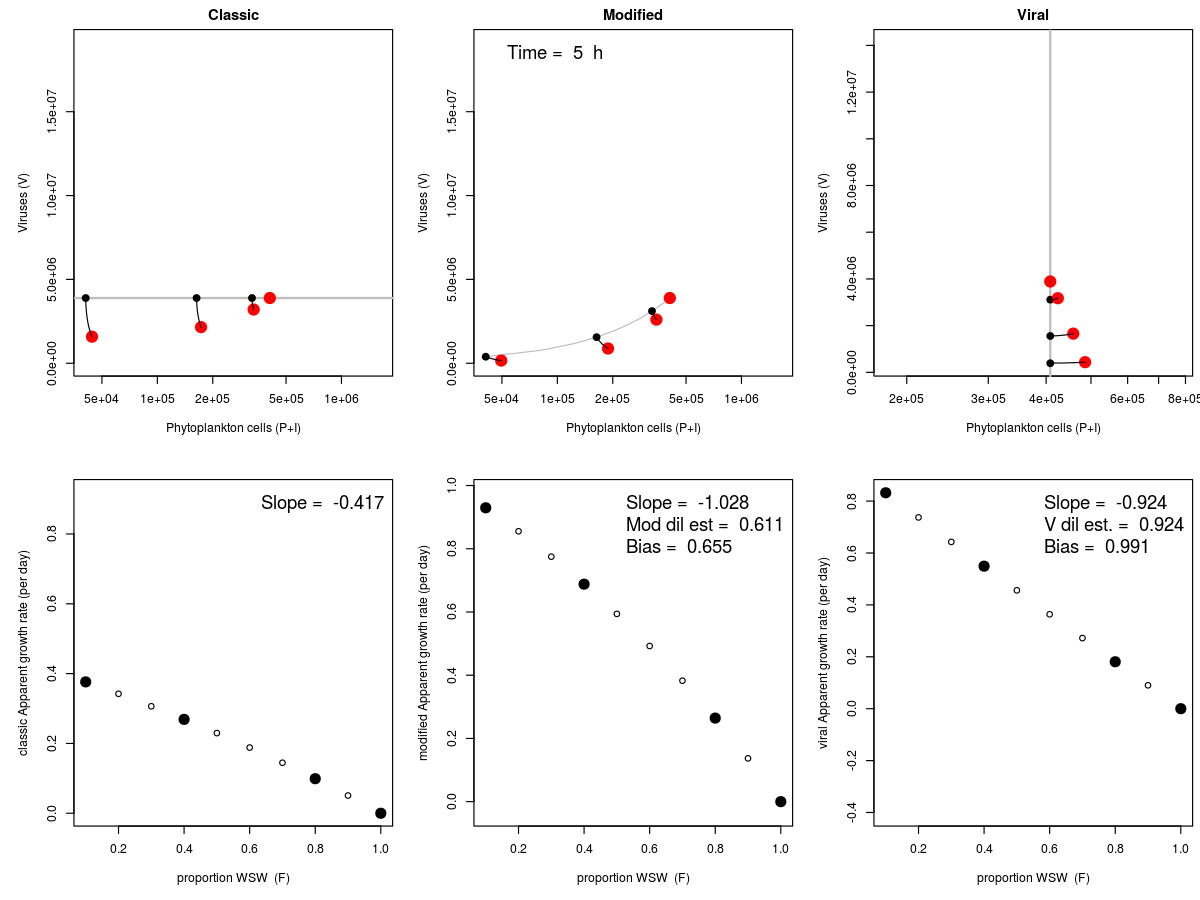 Classic
Viruses (V)
0.0e+00 5.0e+06 1.0e+07 1.5e+07
5e+04 1e+05 2e+05 5e+05 1e+06
Phytoplankton cells (P+I)
Modified
Time = 5 h
Viruses (V)
0.0e+00 5.0e+06 1.0e+07 1.5e+07
5e+04 1e+05 2e+05 5e+05 1e+06
Phytoplankton cells (P+I)
Viral
Viruses (V)
0.0e+00 4.0e+06 8.0e+06 1.2e+07
2e+05 3e+05 4e+05 6e+05 8e+05
Phytoplankton cells (P+I)
Slope = -0.417
classic Apparent growth rate (per day)
0.0 0.2 0.4 0.6 0.8
0.2 0.4 0.6 0.8 1.0
proportion WSW (F)
Slope = -1.028
Mod dil est = 0.611
Bias = 0.655
modified Apparent growth rate (per day)
0.0 0.2 0.4 0.6 0.8 1.0
0.2 0.4 0.6 0.8 1.0
proportion WSW (F)
Slope = -0.924
V dil est. = 0.924
Bias = 0.991
viral Apparent growth rate (per day)
-0.4 -0.2 0.0 0.2 0.4 0.6 0.8
0.2 0.4 0.6 0.8 1.0
proportion WSW (F)